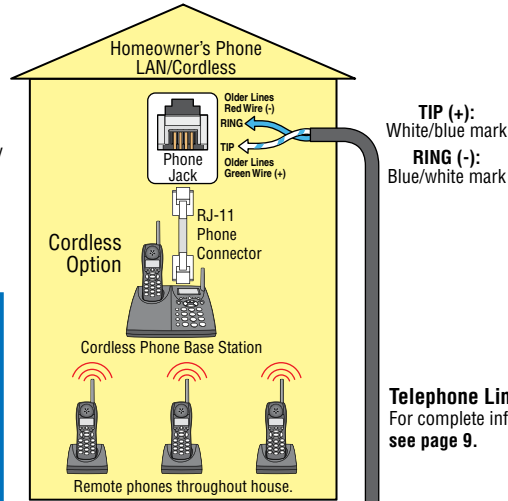 Homeowner's Phone
LAN/Cordless
Older Lines
Red Wire (-)
RING
TIP
Older Lines
Green Wire (+)
Phone
Jack
TIP (+):
White/blue mark
RING (-):
Blue/white mark
RJ-11
Phone
Connector
Cordless
Option
Cordless Phone Base Station
Remote phones throughout house.
Telephone Lin
For complete inf
see page 9.